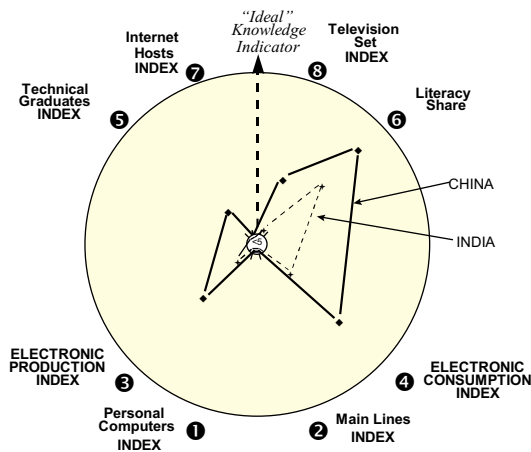 “Ideal”
Knowledge
Indicator
Internet
Hosts
INDEX
❼
Television
Set
INDEX
❽
Technical
Graduates
INDEX
❺
Literacy
Share
❻
CHINA
INDIA
<5
ELECTRONIC
PRODUCTION
INDEX
❸
ELECTRONIC
CONSUMPTION
INDEX
❹
Personal
Computers
INDEX
❶
Main Lines
INDEX
❷